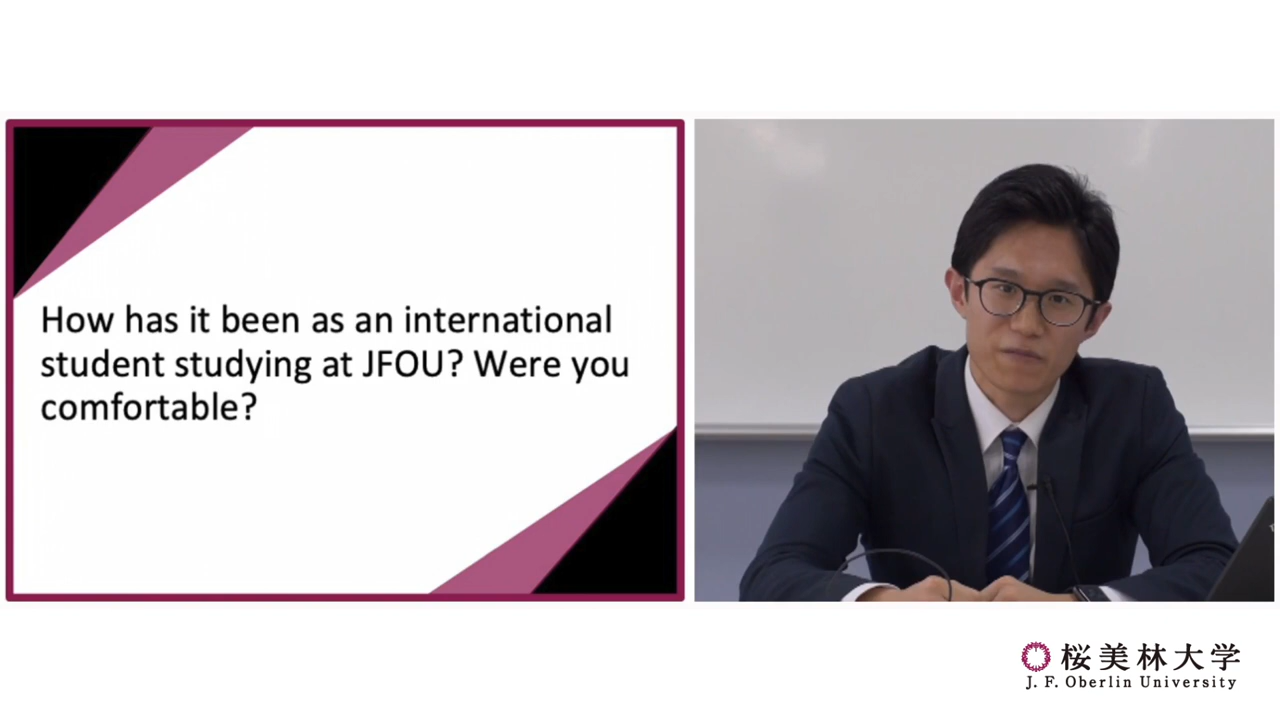 How has it been as an international
student studying at JFOU? Were you
comfortable?
桜美林大学
J. F. Oberlin University